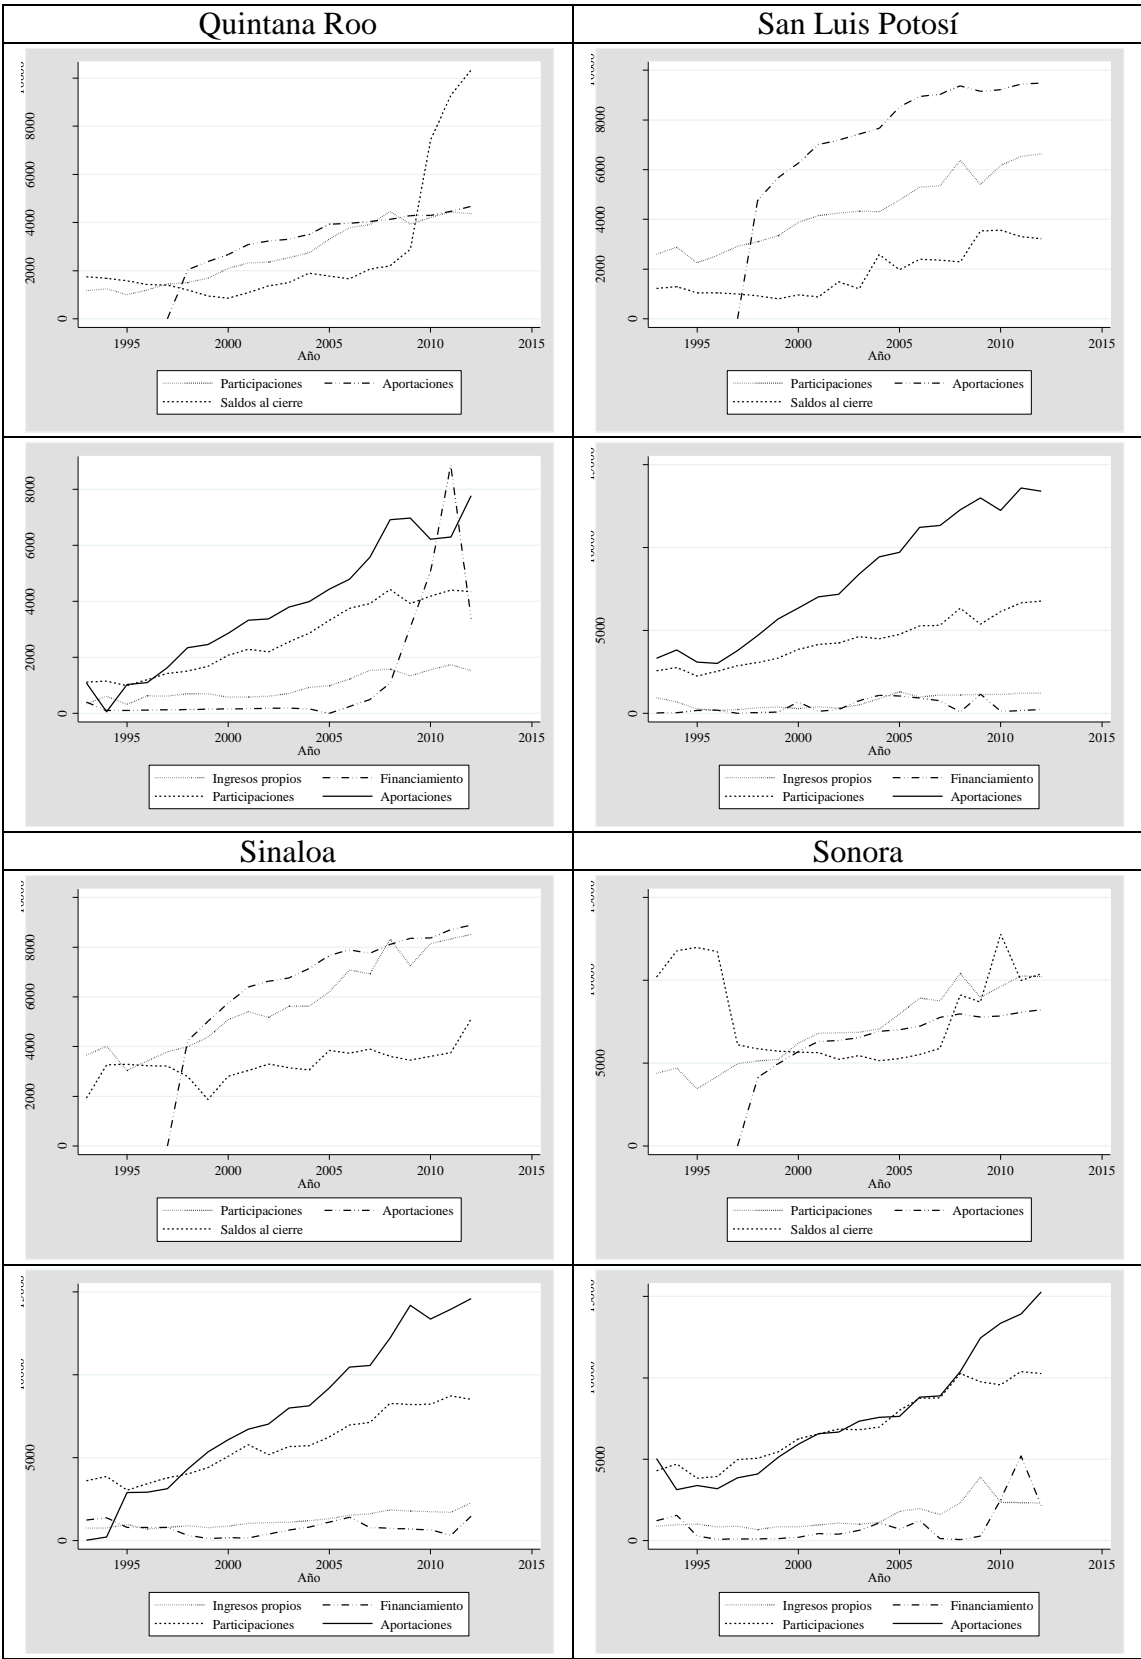 Quintana Roo
San Luis Potosí
8000
6000
4000
2000
0
1995 2000 2005 2010 2015
Año
Participaciones Aportaciones
Saldos al cierre
8000
6000
4000
2000
0
1995 2000 2005 2010 2015
Año
Participaciones Aportaciones
Saldos al cierre
8000
6000
4000
2000
0
1995 2000 2005 2010 2015
Año
Ingresos propios Financiamiento
Participaciones Aportaciones
5000
0
1995 2000 2005 2010 2015
Año
Ingresos propios Financiamiento
Participaciones Aportaciones
Sinaloa
Sonora
8000
6000
4000
2000
0
1995 2000 2005 2010 2015
Año
Participaciones Aportaciones
Saldos al cierre
5000
0
1995 2000 2005 2010 2015
Año
Participaciones Aportaciones
Saldos al cierre
5000
0
1995 2000 2005 2010 2015
Año
Ingresos propios Financiamiento
Participaciones Aportaciones
5000
0
1995 2000 2005 2010 2015
Año
Ingresos propios Financiamiento
Participaciones Aportaciones